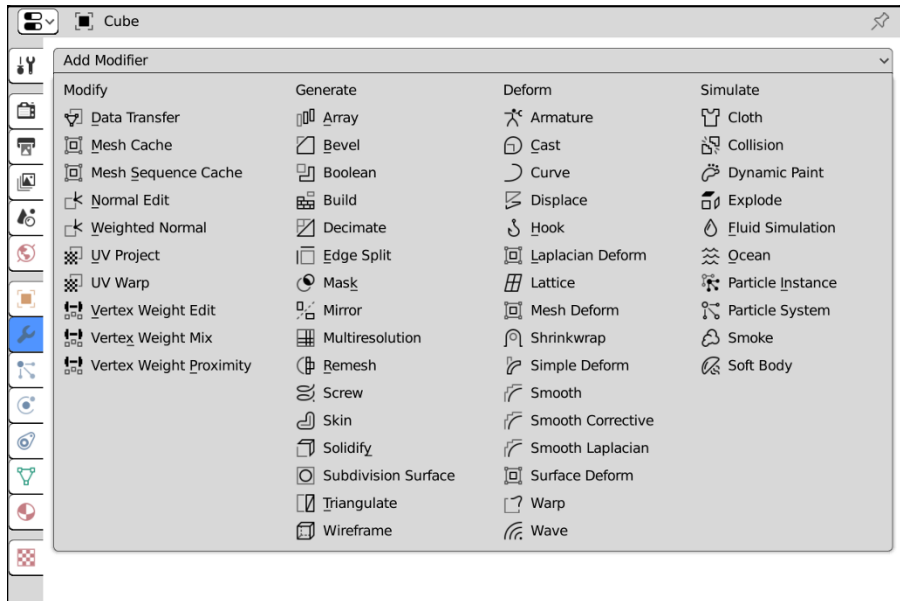 Cube
Add Modifier
Modify
Data Transfer
Mesh Cache
Mesh Sequence Cache
Normal Edit
Weighted Normal
UV Project
UV Warp
Vertex Weight Edit
Vertex Weight Mix
Vertex Weight Proximity
Generate
Array
Bevel
Boolean
Build
Decimate
Edge Split
Mask
Mirror
Multiresolution
Remesh
Screw
Skin
Solidify
Subdivision Surface
Triangulate
Wireframe
Deform
Armature
Cast
Curve
Displace
Hook
Laplacian Deform
Lattice
Mesh Deform
Shrinkwrap
Simple Deform
Smooth
Smooth Corrective
Smooth Laplacian
Surface Deform
Warp
Wave
Simulate
Cloth
Collision
Dynamic Paint
Explode
Fluid Simulation
Ocean
Particle Instance
Particle System
Smoke
Soft Body